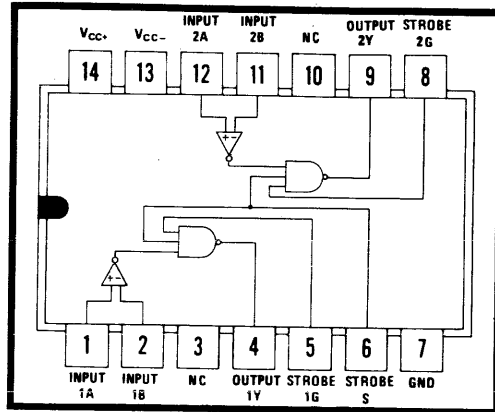 VCC+ VCC- INPUT 2A INPUT 2B NC OUTPUT 2Y STROBE 2G
14 13 12 11 10 9 8
+ -
+ -
1 2 3 4 5 6 7
INPUT 1A INPUT 1B NC OUTPUT 1Y STROBE 1G STROBE S GND